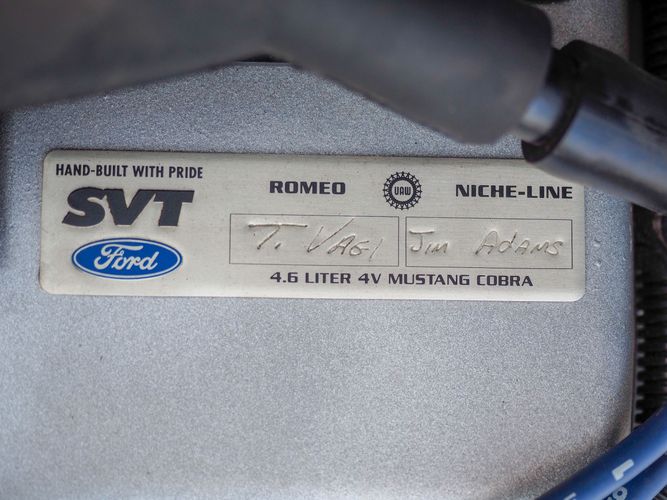 HAND-BUILT WITH PRIDE
SVT
Ford
ROMEO UAW NICHE-LINE
T. VAGI JIM ADAMS
4.6 LITER 4V MUSTANG COBRA
L